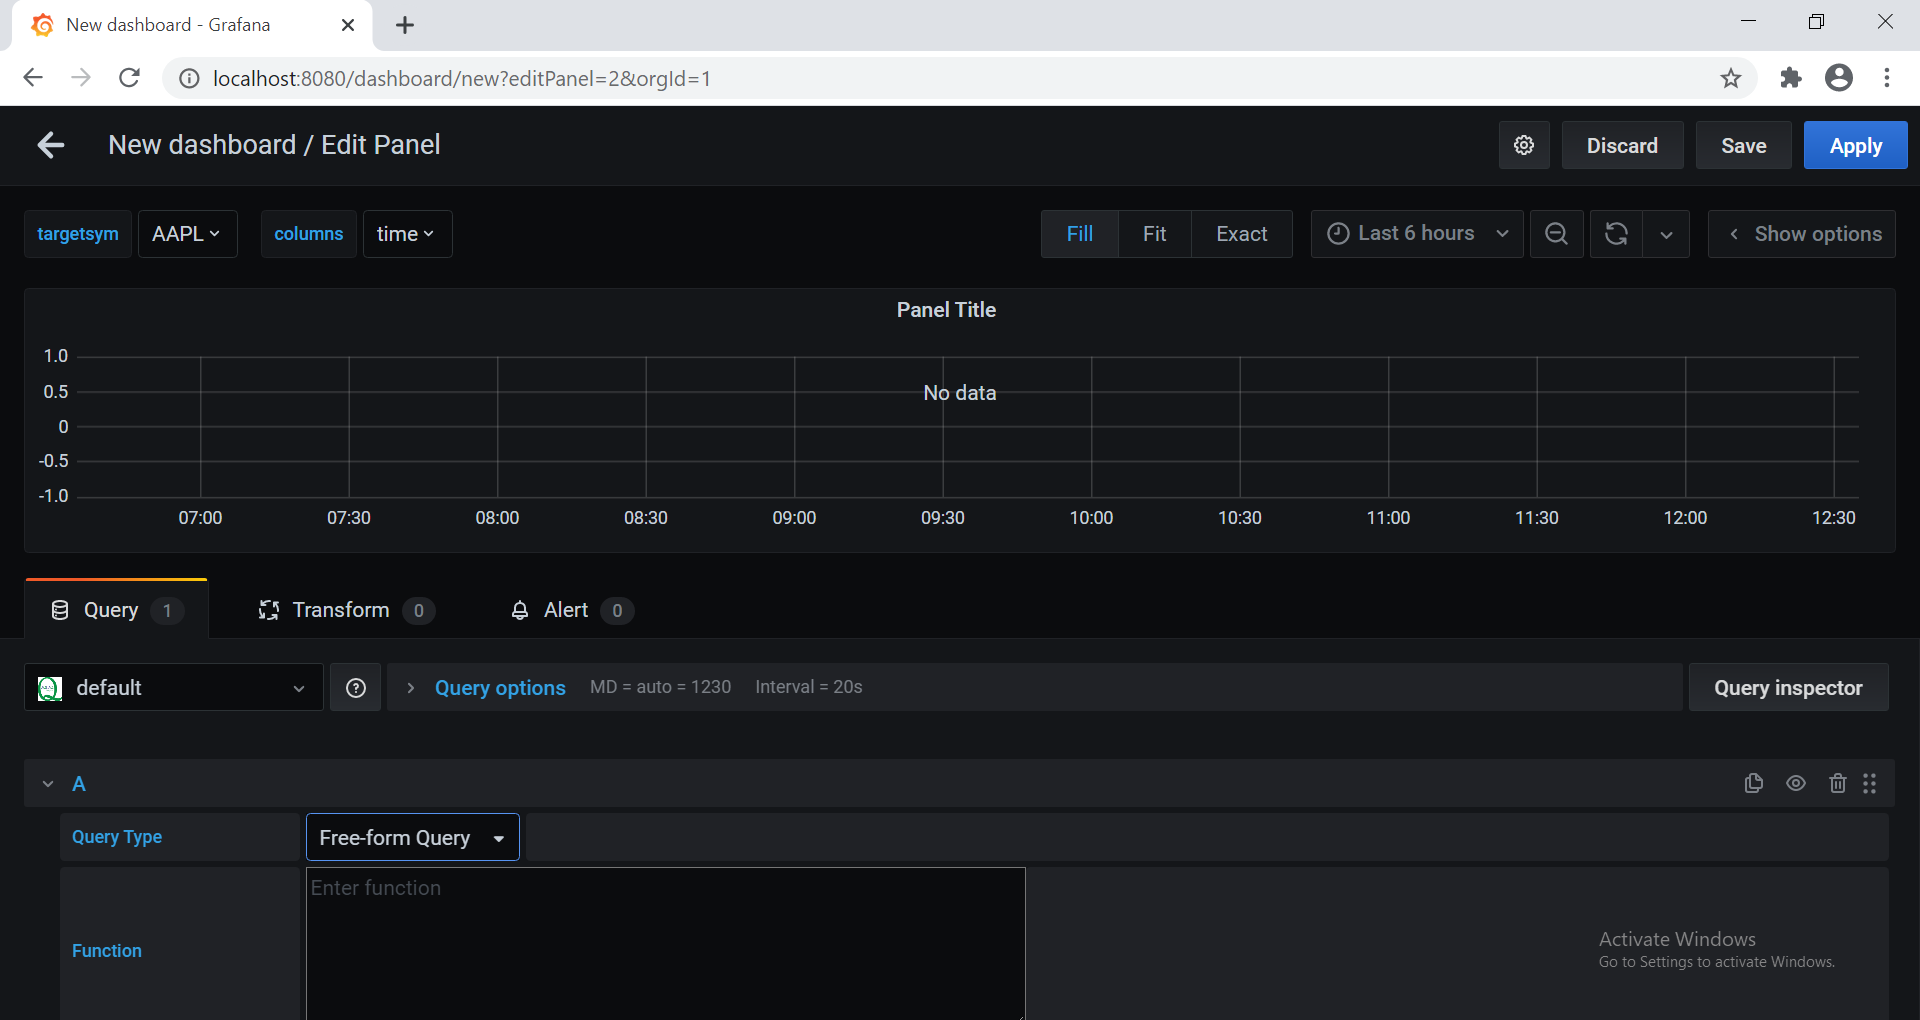 New dashboard - Grafana
localhost:8080/dashboard/new?editPanel=2&orgId=1
New dashboard / Edit Panel
Discard
Save
Apply
targetsym
AAPL
columns
time
Fill
Fit
Exact
Last 6 hours
Show options
Panel Title
1.0
0.5
0
-0.5
-1.0
No data
07:00
07:30
08:00
08:30
09:00
09:30
10:00
10:30
11:00
11:30
12:00
12:30
Query 1
Transform 0
Alert 0
default
Query options
MD = auto = 1230
Interval = 20s
Query inspector
A
Query Type
Free-form Query
Function
Enter function
Activate Windows
Go to Settings to activate Windows.